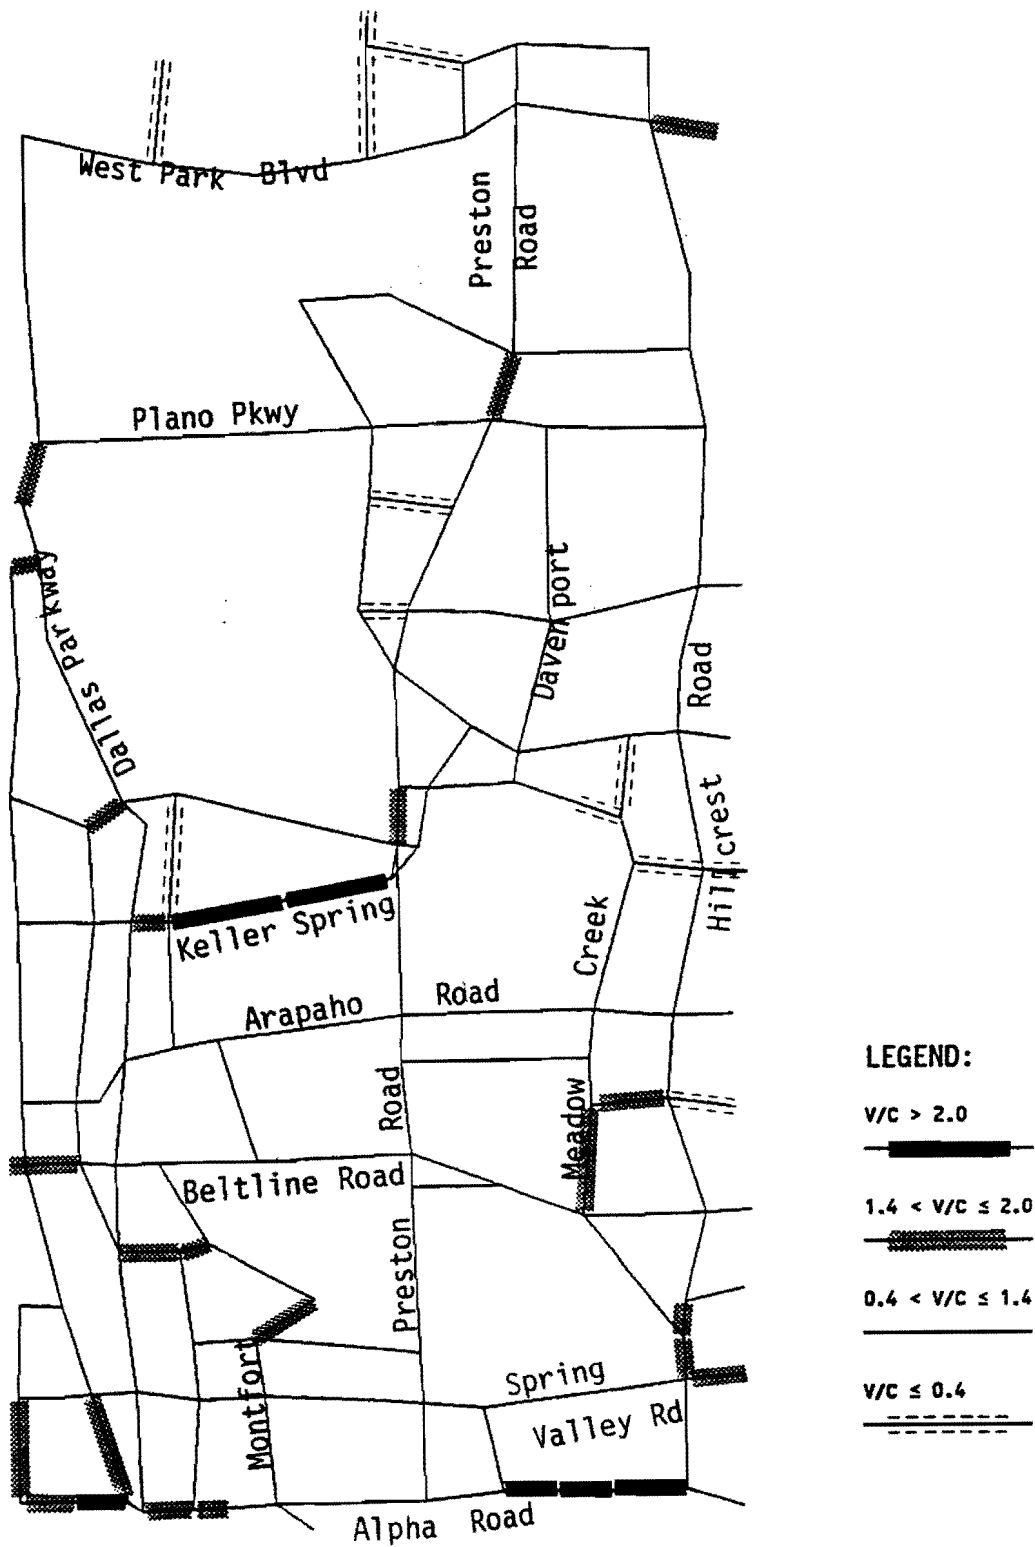 West Park Blvd
Preston
Road
Plano Pkwy
Davenport
Dallas Parkway
Road
Hillcrest
Keller Spring
Creek
Arapaho Road
Road
Meadow
Beltline Road
Preston
Montfort
Spring
Valley Rd
Alpha Road
LEGEND:
V/C > 2.0
1.4 < V/C ≤ 2.0
0.4 < V/C ≤ 1.4
V/C ≤ 0.4